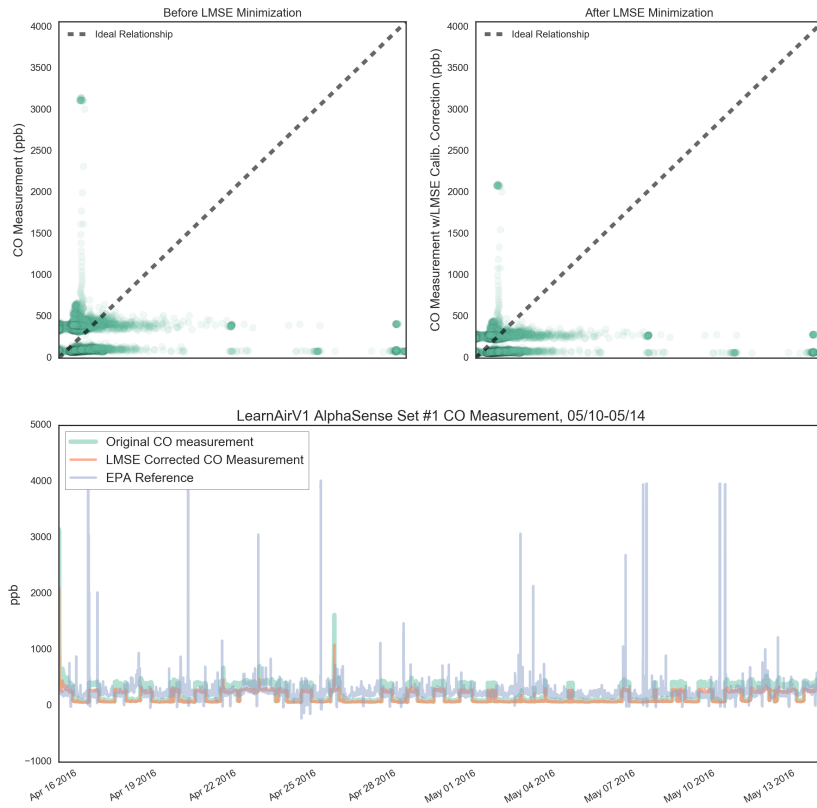 Before LMSE Minimization
Ideal Relationship
CO Measurement (ppb)
4000
3500
3000
2500
2000
1500
1000
500
0
After LMSE Minimization
Ideal Relationship
CO Measurement w/LMSE Calib. Correction (ppb)
4000
3500
3000
2500
2000
1500
1000
500
0
LearnAirV1 AlphaSense Set #1 CO Measurement, 05/10-05/14
Original CO measurement
LMSE Corrected CO Measurement
EPA Reference
ppb
5000
4000
3000
2000
1000
0
−1000
Apr 16 2016
Apr 19 2016
Apr 22 2016
Apr 25 2016
Apr 28 2016
May 01 2016
May 04 2016
May 07 2016
May 10 2016
May 13 2016